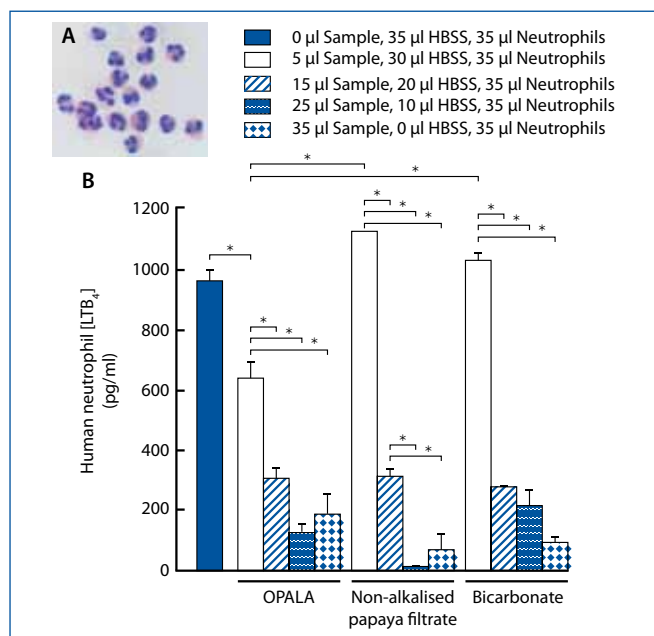 A
0 µl Sample, 35 µl HBSS, 35 µl Neutrophils
5 µl Sample, 30 µl HBSS, 35 µl Neutrophils
15 µl Sample, 20 µl HBSS, 35 µl Neutrophils
25 µl Sample, 10 µl HBSS, 35 µl Neutrophils
35 µl Sample, 0 µl HBSS, 35 µl Neutrophils
B
Human neutrophil [LTB₄]
(pg/ml)
1200
1000
800
600
400
200
0
*
*
*
*
*
*
*
*
*
*
*
*
*
*
OPALA
Non-alkalised
papaya filtrate
Bicarbonate